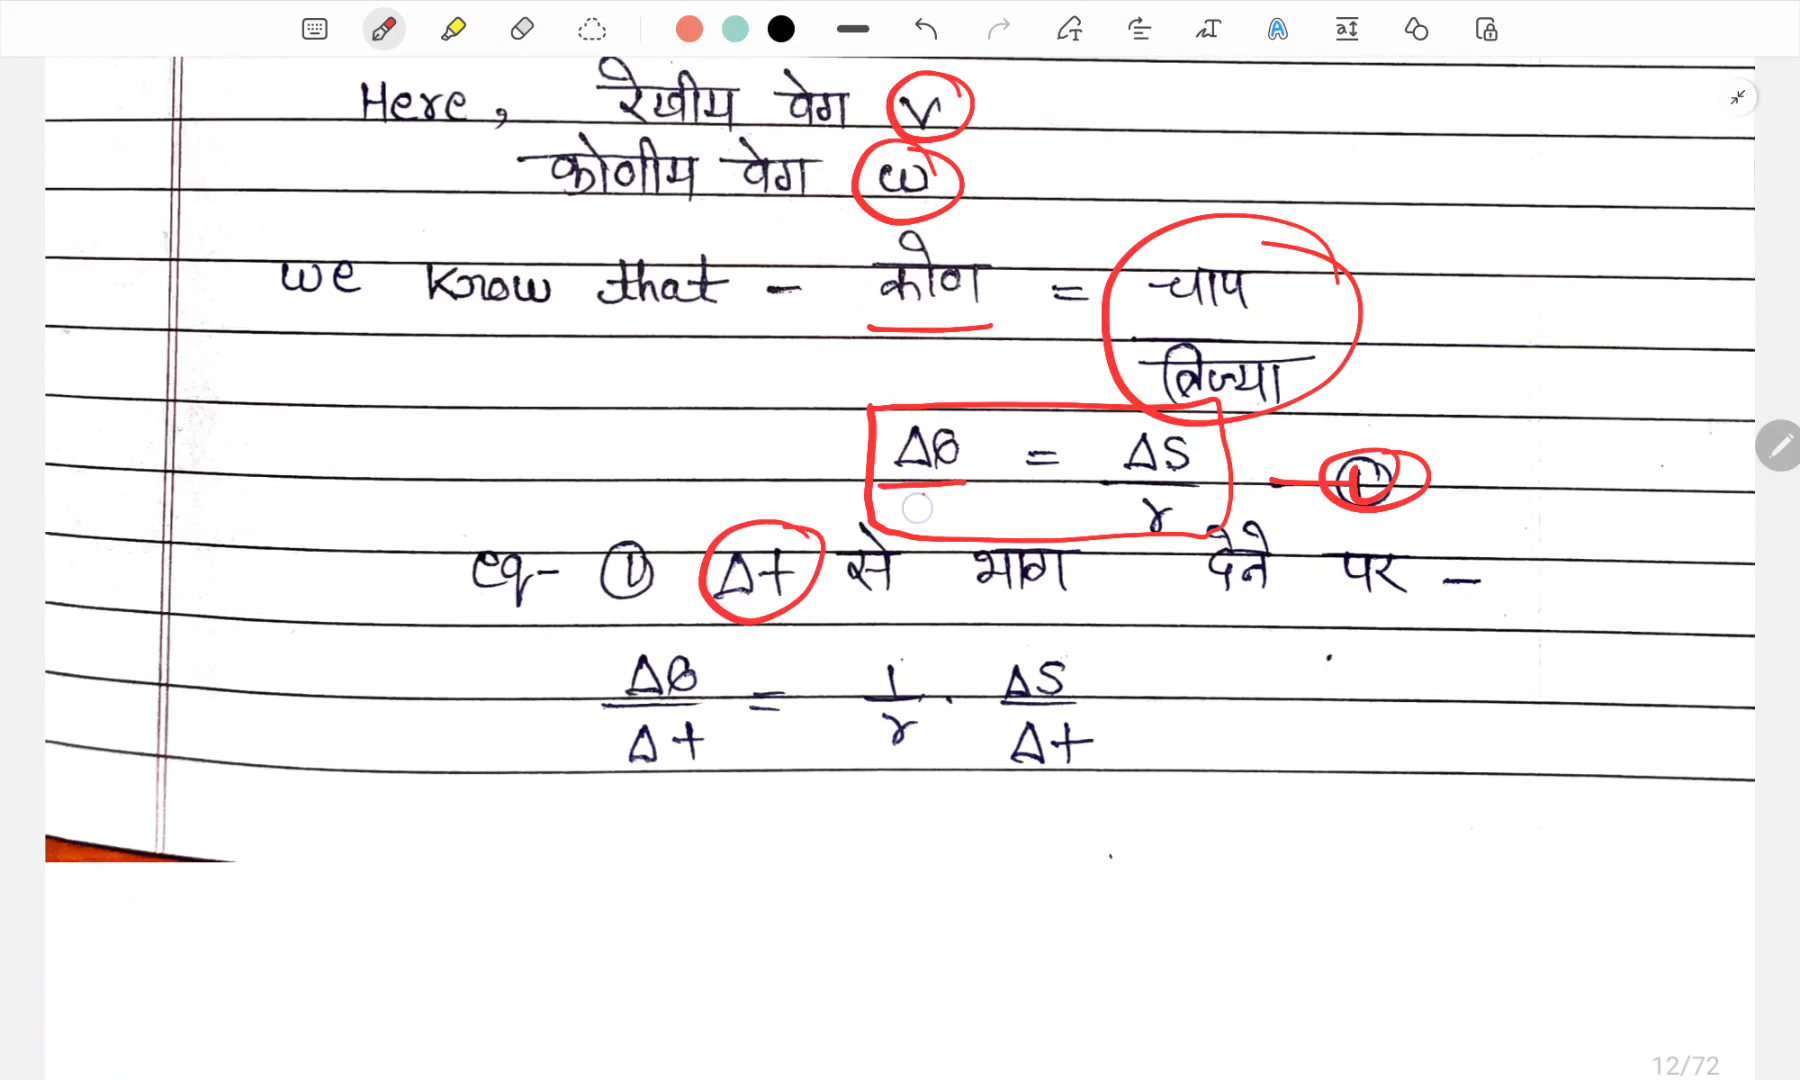 Here, रेखीय वेग v
कोणीय वेग ω
we know that - कोण = चाप / त्रिज्या
Δθ = ΔS / r - ①
eq- ① Δt से भाग देने पर -
Δθ / Δt = 1 / r . ΔS / Δt
12/72